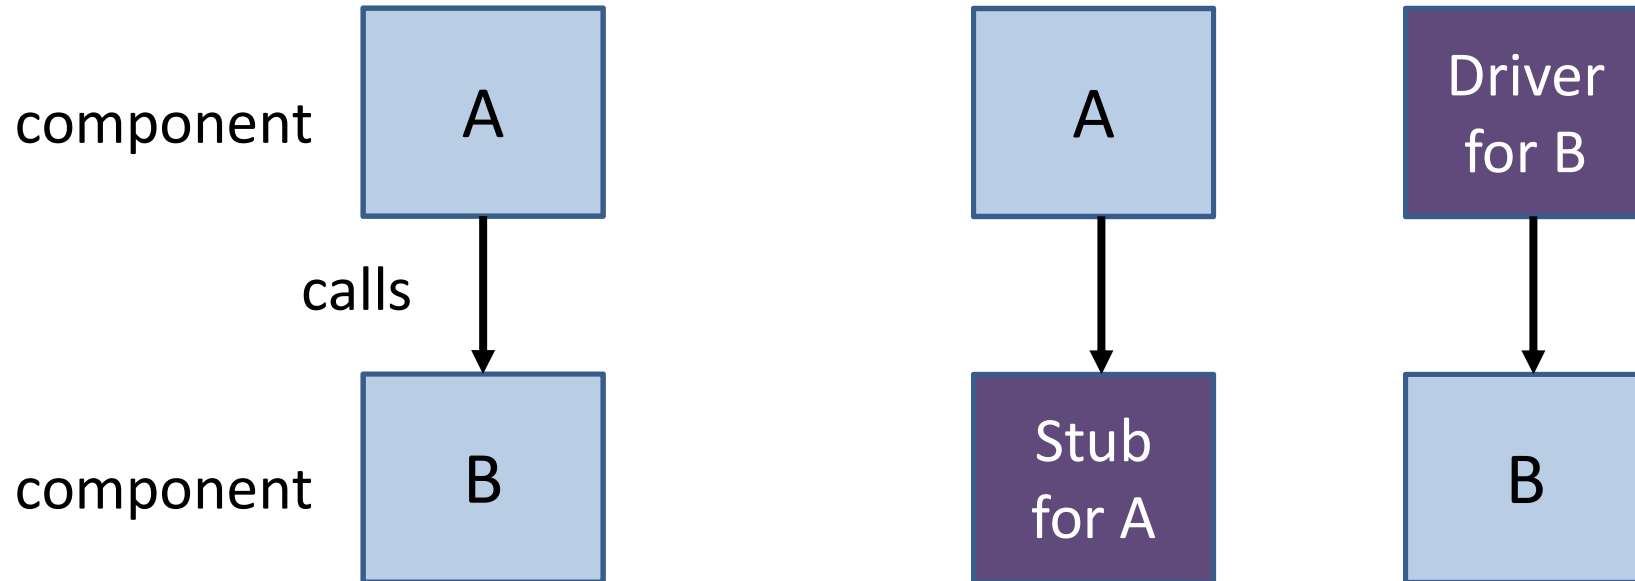 component
A
A
Driver
for B
calls
component
B
Stub
for A
B